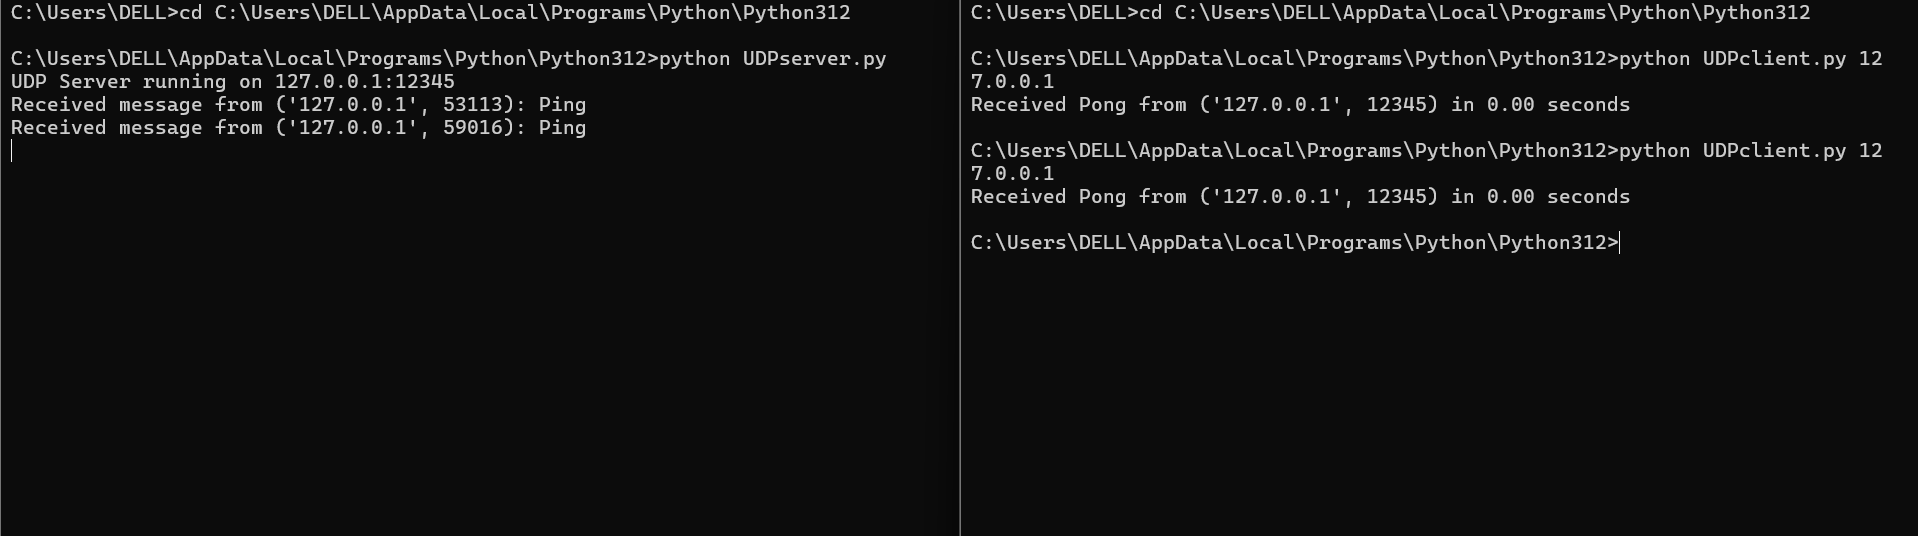 C:\Users\DELL>cd C:\Users\DELL\AppData\Local\Programs\Python\Python312
C:\Users\DELL\AppData\Local\Programs\Python\Python312>python UDPserver.py
UDP Server running on 127.0.0.1:12345
Received message from ('127.0.0.1', 53113): Ping
Received message from ('127.0.0.1', 59016): Ping
C:\Users\DELL>cd C:\Users\DELL\AppData\Local\Programs\Python\Python312
C:\Users\DELL\AppData\Local\Programs\Python\Python312>python UDPclient.py 12
7.0.0.1
Received Pong from ('127.0.0.1', 12345) in 0.00 seconds
C:\Users\DELL\AppData\Local\Programs\Python\Python312>python UDPclient.py 12
7.0.0.1
Received Pong from ('127.0.0.1', 12345) in 0.00 seconds
C:\Users\DELL\AppData\Local\Programs\Python\Python312>